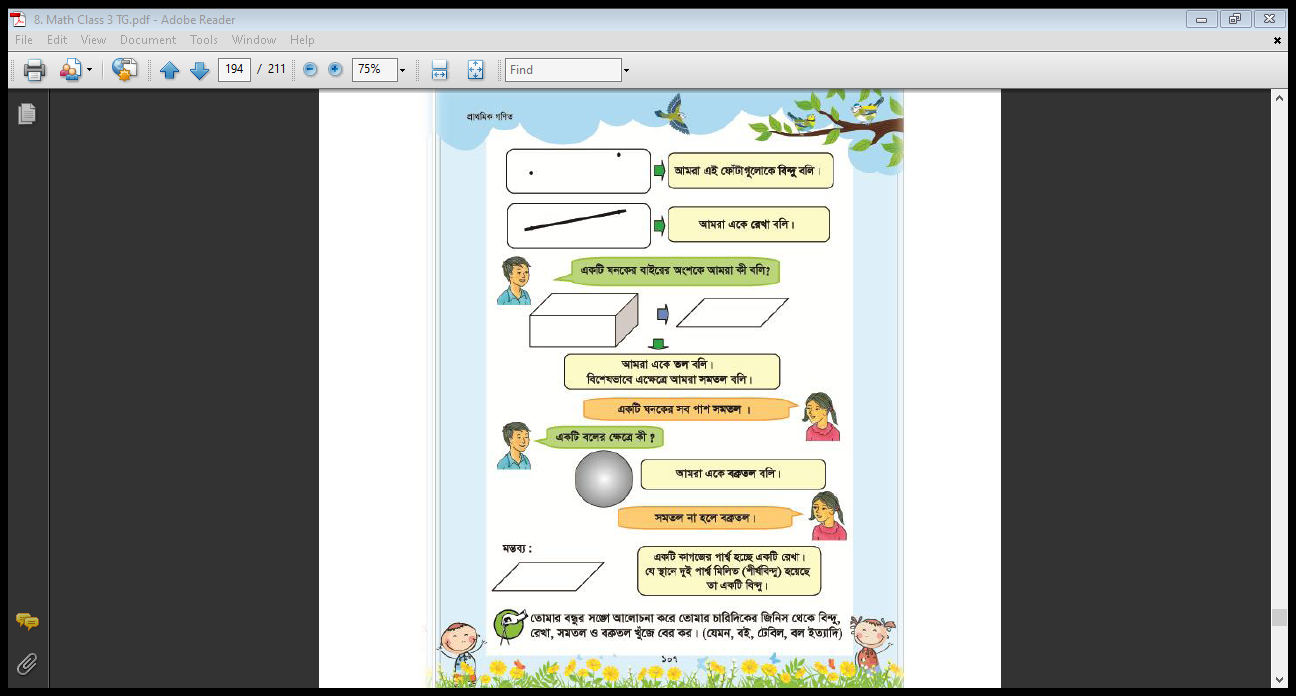 8. Math Class 3 TG.pdf - Adobe Reader
File Edit View Document Tools Window Help
194 / 211 75% Find
প্রাথমিক গণিত
আমরা এই ফোঁটাগুলোকে বিন্দু বলি।
আমরা একে রেখা বলি।
একটি ঘনকের বাইরের অংশকে আমরা কী বলি?
আমরা একে তল বলি।
বিশেষভাবে এক্ষেত্রে আমরা সমতল বলি।
একটি ঘনকের সব পাশ সমতল ।
একটি বলের ক্ষেত্রে কী ?
আমরা একে বক্রতল বলি।
সমতল না হলে বক্রতল।
মন্তব্য :
একটি কাগজের পার্শ্ব হচ্ছে একটি রেখা।
যে স্থানে দুই পার্শ্ব মিলিত (শীর্ষবিন্দু) হয়েছে
তা একটি বিন্দু।
তোমার বন্ধুর সঙ্গে আলোচনা করে তোমার চারিদিকের জিনিস থেকে বিন্দু,
রেখা, সমতল ও বক্রতল খুঁজে বের কর। (যেমন, বই, টেবিল, বল ইত্যাদি)
১০৭